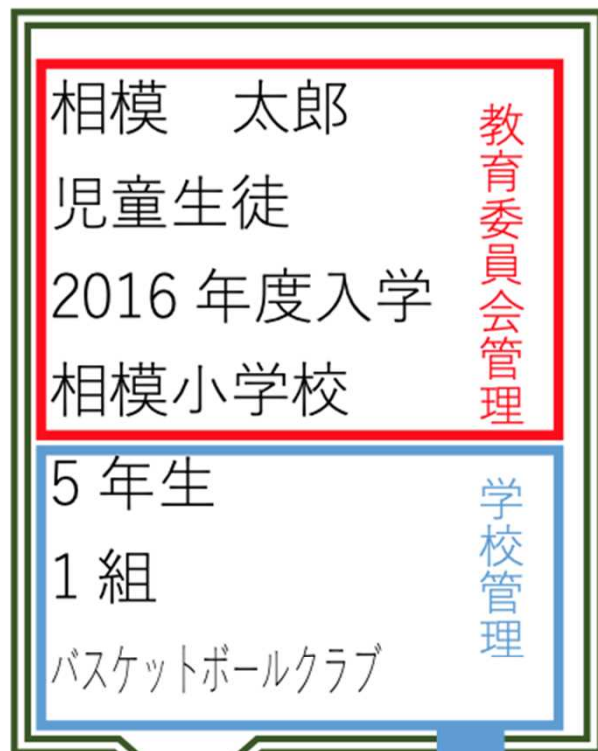 相模　太郎
児童生徒
2016 年度入学
相模小学校
教育委員会管理
5 年生
1 組
バスケットボールクラブ
学校管理